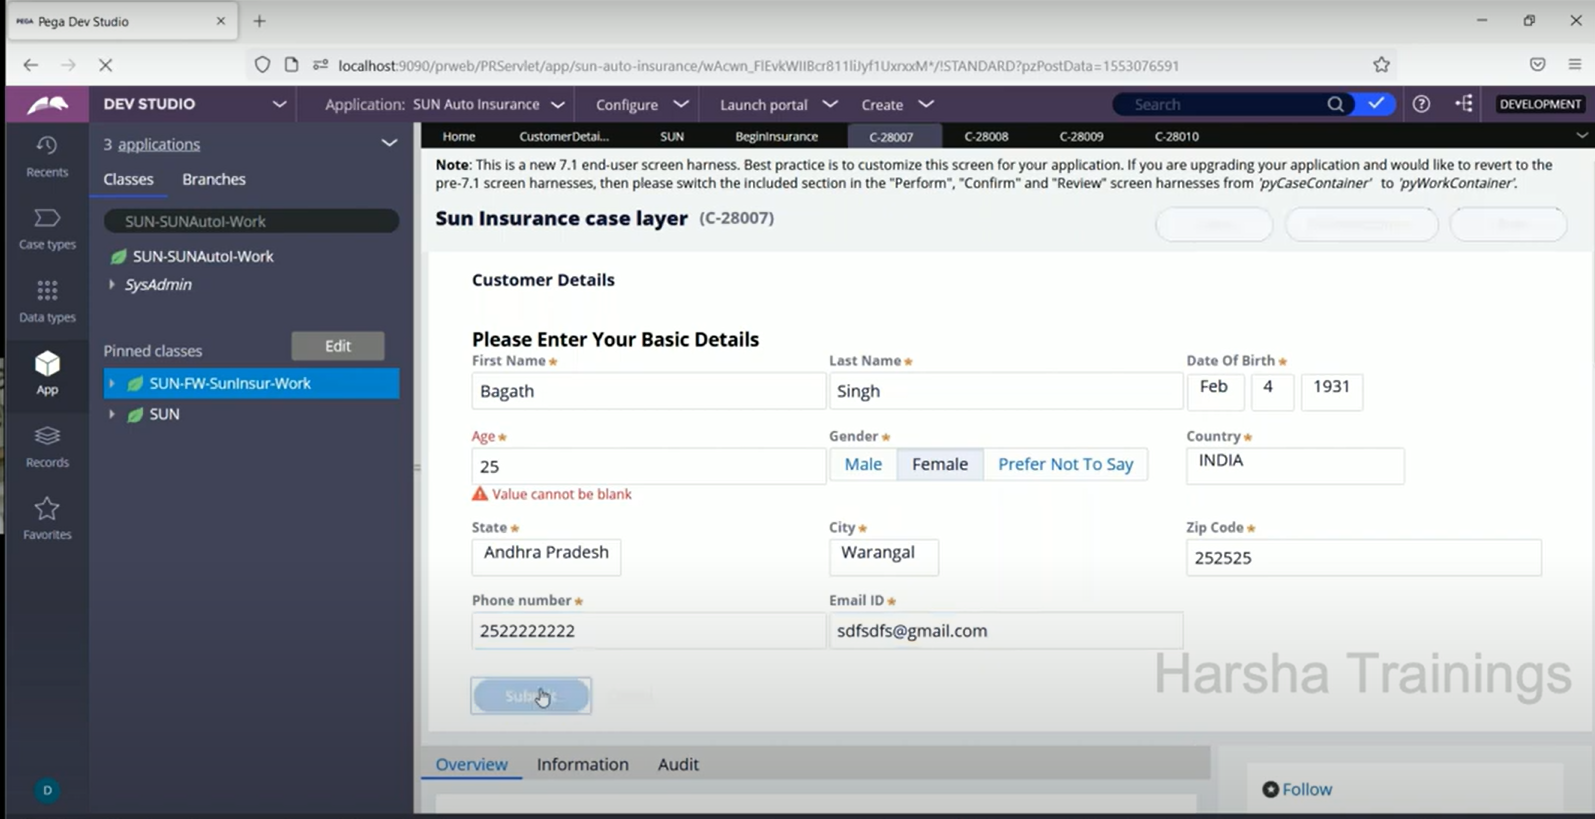 PEGA Pega Dev Studio
localhost:9090/prweb/PRServlet/app/sun-auto-insurance/wAcwn_FlEvkWIIBcr811liJyf1UxrxxM*/!STANDARD?pzPostData=1553076591
DEV STUDIO
Application: SUN Auto Insurance
Configure
Launch portal
Create
Search
DEVELOPMENT
Recents
Case types
Data types
App
Records
Favorites
D
3 applications
Classes Branches
SUN-SUNAutoI-Work
SUN-SUNAutoI-Work
SysAdmin
Pinned classes Edit
SUN-FW-SunInsur-Work
SUN
Home CustomerDetai... SUN BeginInsurance C-28007 C-28008 C-28009 C-28010
Note: This is a new 7.1 end-user screen harness. Best practice is to customize this screen for your application. If you are upgrading your application and would like to revert to the
pre-7.1 screen harnesses, then please switch the included section in the "Perform", "Confirm" and "Review" screen harnesses from 'pyCaseContainer' to 'pyWorkContainer'.
Sun Insurance case layer (C-28007)
Customer Details
Please Enter Your Basic Details
First Name* Last Name* Date Of Birth*
Bagath Singh Feb 4 1931
Age* Gender* Country*
25 Male Female Prefer Not To Say INDIA
Value cannot be blank
State* City* Zip Code*
Andhra Pradesh Warangal 252525
Phone number* Email ID*
2522222222 sdfsdfs@gmail.com
Submit
Harsha Trainings
Overview Information Audit
Follow